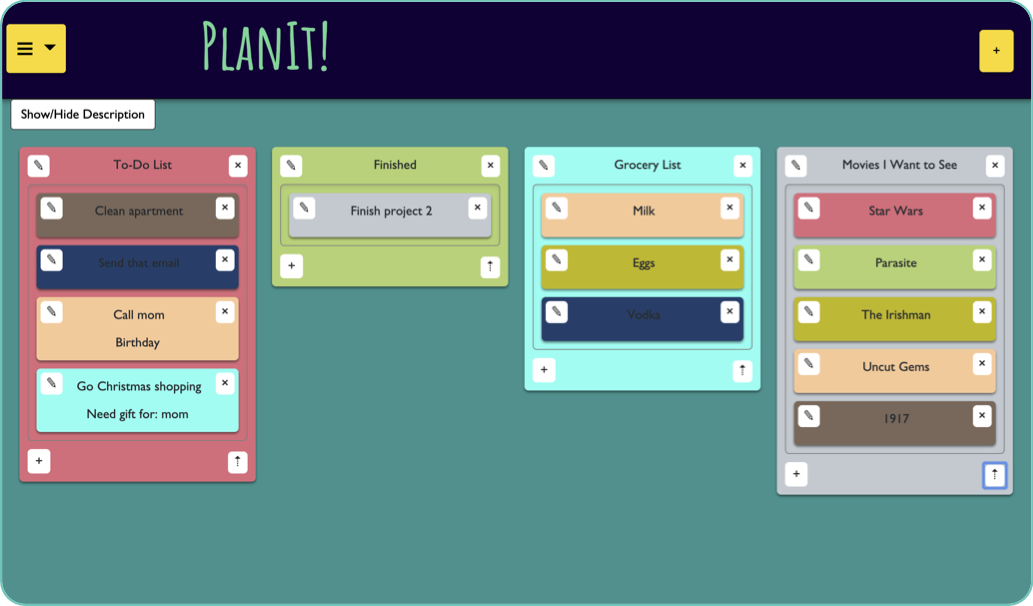 PLANIT!
+
Show/Hide Description
To-Do List
Clean apartment
Send that email
Call mom
Birthday
Go Christmas shopping
Need gift for: mom
+
Finished
Finish project 2
+
Grocery List
Milk
Eggs
Vodka
+
Movies I Want to See
Star Wars
Parasite
The Irishman
Uncut Gems
1917
+